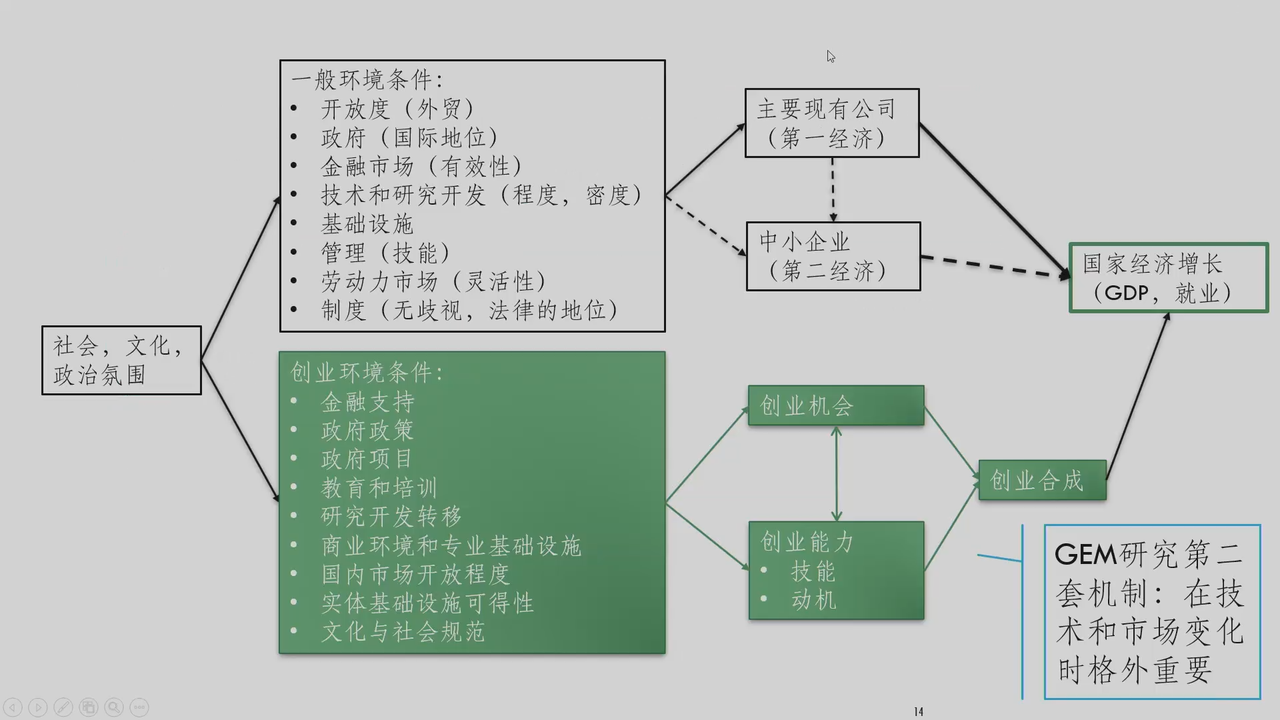 一般环境条件：
• 开放度（外贸）
• 政府（国际地位）
• 金融市场（有效性）
• 技术和研究开发（程度，密度）
• 基础设施
• 管理（技能）
• 劳动力市场（灵活性）
• 制度（无歧视，法律的地位）
主要现有公司
（第一经济）
中小企业
（第二经济）
国家经济增长
（GDP，就业）
社会，文化，
政治氛围
创业环境条件：
• 金融支持
• 政府政策
• 政府项目
• 教育和培训
• 研究开发转移
• 商业环境和专业基础设施
• 国内市场开放程度
• 实体基础设施可得性
• 文化与社会规范
创业机会
创业能力
• 技能
• 动机
创业合成
GEM研究第二
套机制：在技
术和市场变化
时格外重要
14